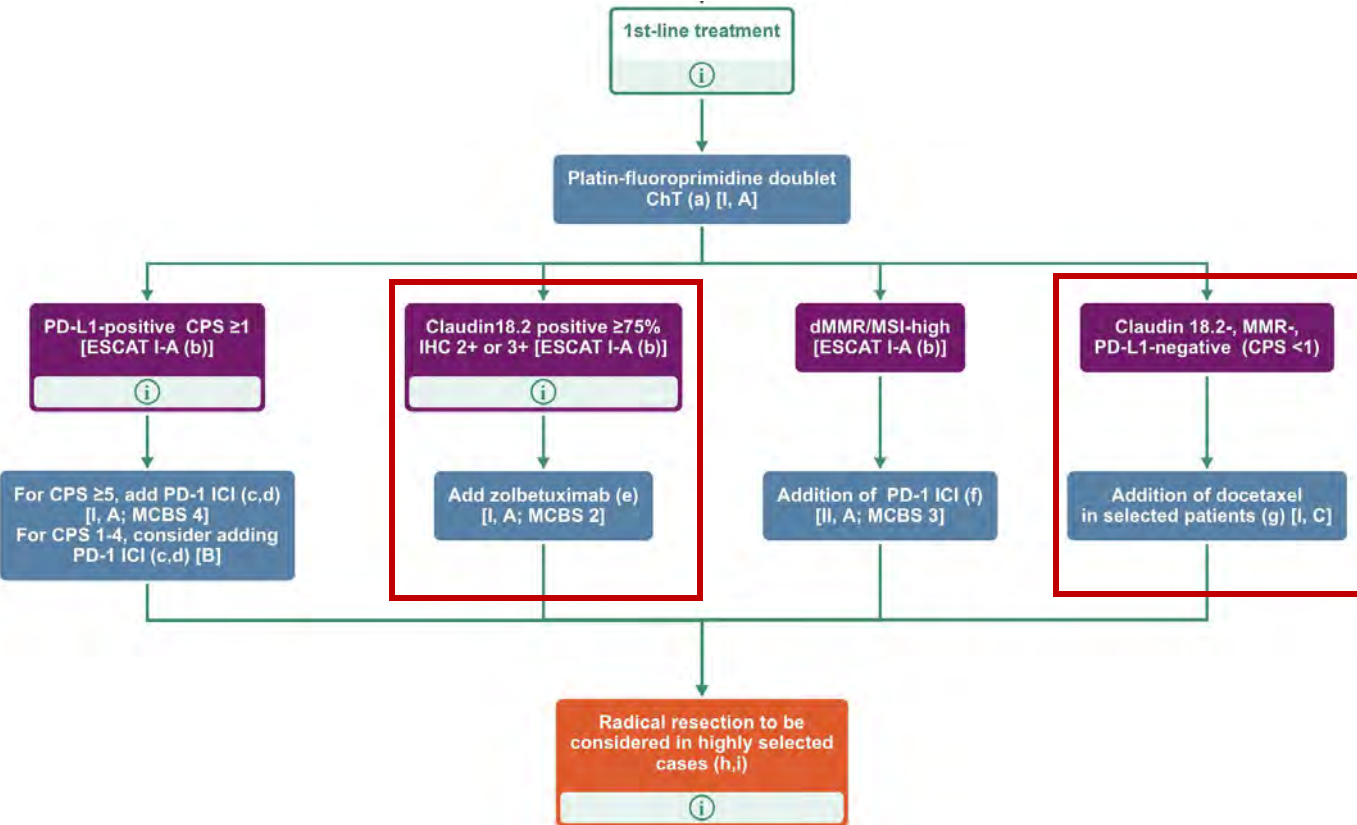 1st-line treatment
i
Platin-fluoroprimidine doublet
ChT (a) [I, A]
PD-L1-positive CPS ≥1
[ESCAT I-A (b)]
i
Claudin18.2 positive ≥75%
IHC 2+ or 3+ [ESCAT I-A (b)]
i
dMMR/MSI-high
[ESCAT I-A (b)]
Claudin 18.2-, MMR-,
PD-L1-negative (CPS <1)
For CPS ≥5, add PD-1 ICI (c,d)
[I, A; MCBS 4]
For CPS 1-4, consider adding
PD-1 ICI (c,d) [B]
Add zolbetuximab (e)
[I, A; MCBS 2]
Addition of PD-1 ICI (f)
[II, A; MCBS 3]
Addition of docetaxel
in selected patients (g) [I, C]
Radical resection to be
considered in highly selected
cases (h,i)
i